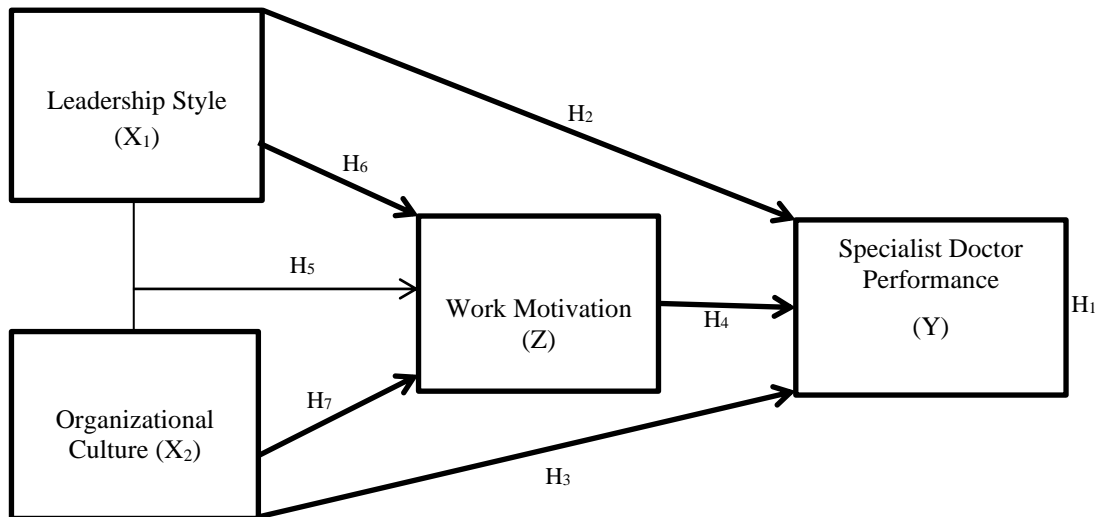 Leadership Style
(X₁)
H₂
H₆
H₅
Work Motivation
(Z)
H₄
Specialist Doctor
Performance
(Y)
H₁
Organizational
Culture (X₂)
H₇
H₃